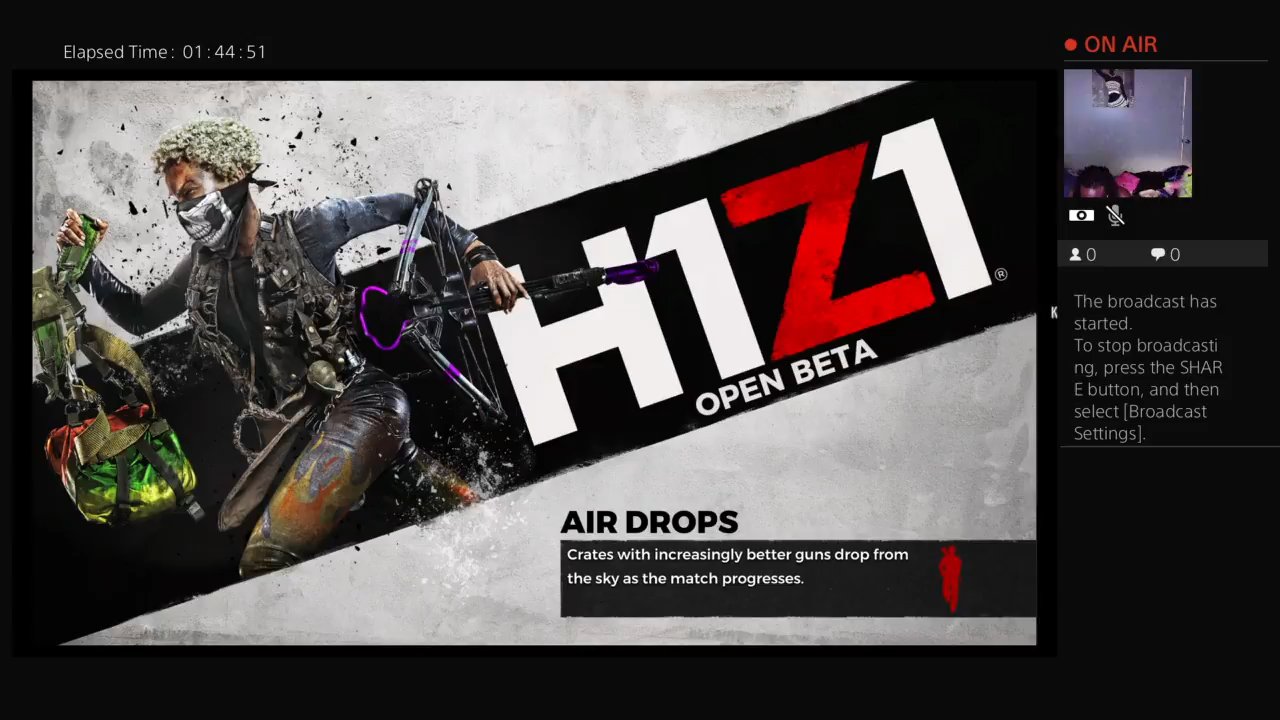 Elapsed Time: 01:44:51
ON AIR
H1Z1®
OPEN BETA
0
0
The broadcast has
started.
To stop broadcasti
ng, press the SHAR
E button, and then
select [Broadcast
Settings].
K
AIR DROPS
Crates with increasingly better guns drop from
the sky as the match progresses.